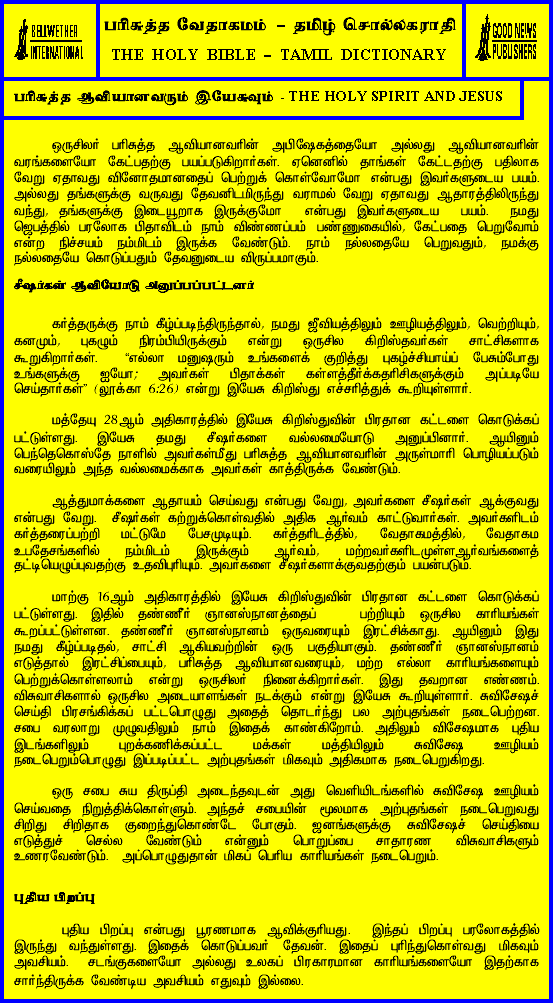 BELLWETHER
INTERNATIONAL
பரிசுத்த வேதாகமம் – தமிழ் சொல்லகராதி
THE HOLY BIBLE – TAMIL DICTIONARY
GOOD NEWS
PUBLISHERS
பரிசுத்த ஆவியானவரும் இயேசுவும் - THE HOLY SPIRIT AND JESUS
ஒருசிலர் பரிசுத்த ஆவியானவரின் அபிஷேகத்தையோ அல்லது ஆவியானவரின்
வரங்களையோ கேட்பதற்கு பயப்படுகிறார்கள். ஏனெனில் தாங்கள் கேட்டதற்கு பதிலாக
வேறு ஏதாவது வினோதமானதைப் பெற்றுக் கொள்வோமோ என்பது இவர்களுடைய பயம்.
அல்லது தங்களுக்கு வருவது தேவனிடமிருந்து வராமல் வேறு ஏதாவது ஆதாரத்திலிருந்து
வந்து, தங்களுக்கு இடையூறாக இருக்குமோ என்பது இவர்களுடைய பயம். நமது
ஜெபத்தில் பரலோக பிதாவிடம் நாம் விண்ணப்பம் பண்ணுகையில், கேட்பதை பெறுவோம்
என்ற நிச்சயம் நம்மிடம் இருக்க வேண்டும். நாம் நல்லதையே பெறுவதும், நமக்கு
நல்லதையே கொடுப்பதும் தேவனுடைய விருப்பமாகும்.
சீஷர்கள் ஆவியோடு அனுப்பப்பட்டனர்
கர்த்தருக்கு நாம் கீழ்ப்படிந்திருந்தால், நமது ஜீவியத்திலும் ஊழியத்திலும், வெற்றியும்,
கனமும், புகழும் நிரம்பியிருக்கும் என்று ஒருசில கிறிஸ்தவர்கள் சாட்சிகளாக
கூறுகிறார்கள். "எல்லா மனுஷரும் உங்களைக் குறித்து புகழ்ச்சியாய்ப் பேசும்போது
உங்களுக்கு ஐயோ; அவர்கள் பிதாக்கள் கள்ளத்தீர்க்கதரிசிகளுக்கும் அப்படியே
செய்தார்கள்" (லூக்கா 6:26) என்று இயேசு கிறிஸ்து எச்சரித்துக் கூறியுள்ளார்.
மத்தேயு 28ஆம் அதிகாரத்தில் இயேசு கிறிஸ்துவின் பிரதான கட்டளை கொடுக்கப்
பட்டுள்ளது. இயேசு தமது சீஷர்களை வல்லமையோடு அனுப்பினார். ஆயினும்
பெந்தெகொஸ்தே நாளில் அவர்கள்மீது பரிசுத்த ஆவியானவரின் அருள்மாரி பொழியப்படும்
வரையிலும் அந்த வல்லமைக்காக அவர்கள் காத்திருக்க வேண்டும்.
ஆத்துமாக்களை ஆதாயம் செய்வது என்பது வேறு, அவர்களை சீஷர்கள் ஆக்குவது
என்பது வேறு. சீஷர்கள் கற்றுக்கொள்வதில் அதிக ஆர்வம் காட்டுவார்கள். அவர்களிடம்
கர்த்தரைப்பற்றி மட்டுமே பேசமுடியும். கர்த்தரிடத்தில், வேதாகமத்தில், வேதாகம
உபதேசங்களில் நம்மிடம் இருக்கும் ஆர்வம், மற்றவர்களிடமுள்ளஆர்வங்களைத்
தட்டியெழுப்புவதற்கு உதவிபுரியும். அவர்களை சீஷர்களாக்குவதற்கும் பயன்படும்.
மாற்கு 16ஆம் அதிகாரத்தில் இயேசு கிறிஸ்துவின் பிரதான கட்டளை கொடுக்கப்
பட்டுள்ளது. இதில் தண்ணீர் ஞானஸ்நானத்தைப் பற்றியும் ஒருசில காரியங்கள்
கூறப்பட்டுள்ளன. தண்ணீர் ஞானஸ்நானம் ஒருவரையும் இரட்சிக்காது. ஆயினும் இது
நமது கீழ்படிதல், சாட்சி ஆகியவற்றின் ஒரு பகுதியாகும். தண்ணீர் ஞானஸ்நானம்
எடுத்தால் இரட்சிப்பையும், பரிசுத்த ஆவியானவரையும், மற்ற எல்லா காரியங்களையும்
பெற்றுக்கொள்ளலாம் என்று ஒருசிலர் நினைக்கிறார்கள். இது தவறான எண்ணம்.
விசுவாசிகளால் ஒருசில அடையாளங்கள் நடக்கும் என்று இயேசு கூறியுள்ளார். சுவிசேஷச்
செய்தி பிரசங்கிக்கப் பட்டபொழுது அதைத் தொடர்ந்து பல அற்புதங்கள் நடைபெற்றன.
சபை வரலாறு முழுவதிலும் நாம் இதைக் காண்கிறோம். அதிலும் விசேஷமாக புதிய
இடங்களிலும் புறக்கணிக்கப்பட்ட மக்கள் மத்தியிலும் சுவிசேஷ ஊழியம்
நடைபெறும்பொழுது இப்படிப்பட்ட அற்புதங்கள் மிகவும் அதிகமாக நடைபெறுகிறது.
ஒரு சபை சுய திருப்தி அடைந்தவுடன் அது வெளியிடங்களில் சுவிசேஷ ஊழியம்
செய்வதை நிறுத்திக்கொள்ளும். அந்தச் சபையின் மூலமாக அற்புதங்கள் நடைபெறுவது
சிறிது சிறிதாக குறைந்துகொண்டே போகும். ஜனங்களுக்கு சுவிசேஷச் செய்தியை
எடுத்துச் செல்ல வேண்டும் என்னும் பொறுப்பை சாதாரண விசுவாசிகளும்
உணரவேண்டும். அப்பொழுதுதான் மிகப் பெரிய காரியங்கள் நடைபெறும்.
புதிய பிறப்பு
புதிய பிறப்பு என்பது பூரணமாக ஆவிக்குரியது. இந்தப் பிறப்பு பரலோகத்தில்
இருந்து வந்துள்ளது. இதைக் கொடுப்பவர் தேவன். இதைப் புரிந்துகொள்வது மிகவும்
அவசியம். சடங்குகளையோ அல்லது உலகப் பிரகாரமான காரியங்களையோ இதற்காக
சார்ந்திருக்க வேண்டிய அவசியம் எதுவும் இல்லை.